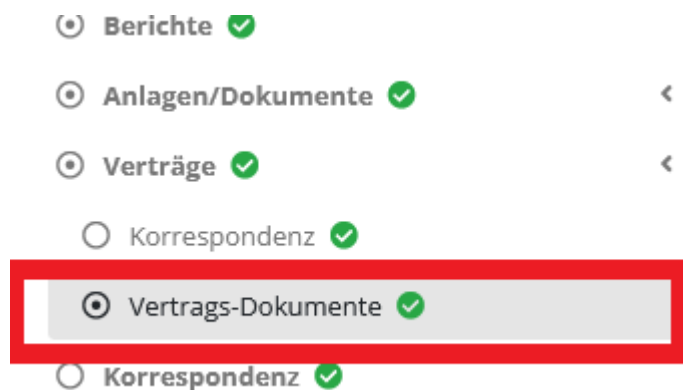 Berichte
Anlagen/Dokumente
Verträge
Korrespondenz
Vertrags-Dokumente
Korrespondenz